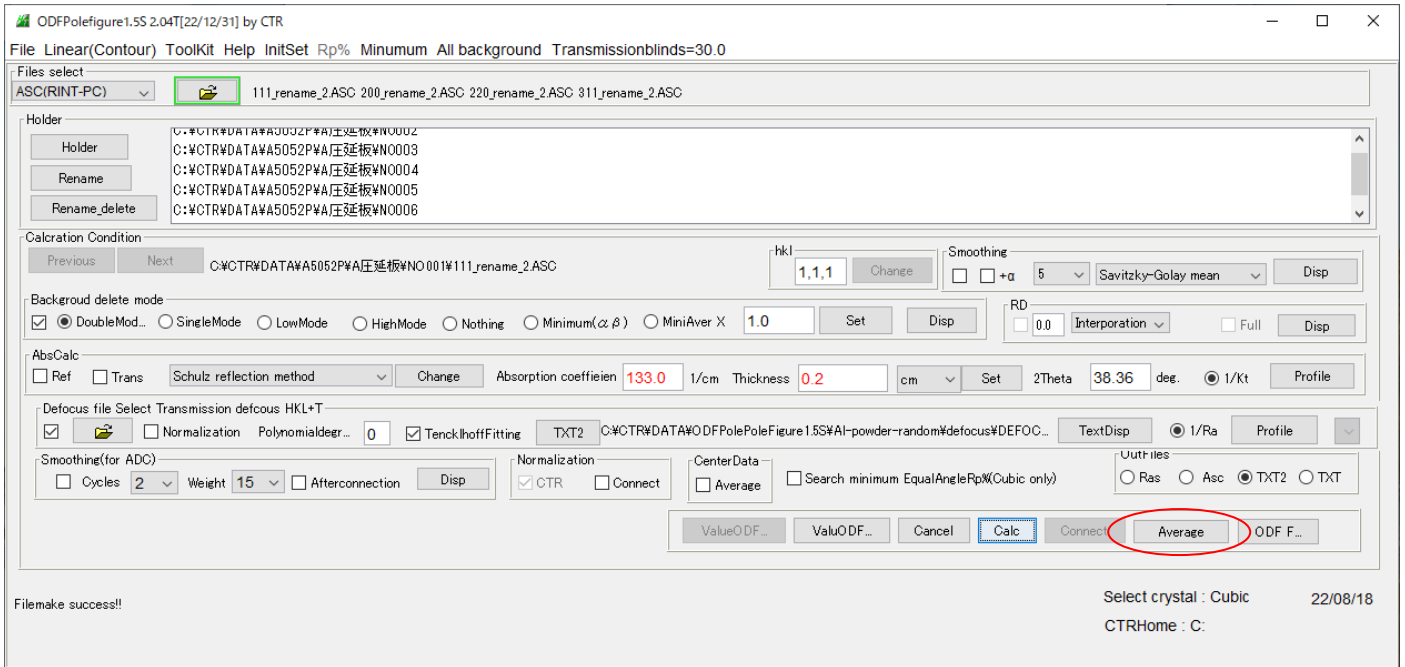 ODFPolefigure1.5S 2.04T[22/12/31] by CTR
File Linear(Contour) ToolKit Help InitSet Rp% Minumum All background Transmissionblinds=30.0
Files select
ASC(RINT-PC) 111_rename_2.ASC 200_rename_2.ASC 220_rename_2.ASC 311_rename_2.ASC
Holder
C:¥CTR¥DATA¥A5052P¥A圧延板¥NO002
Holder C:¥CTR¥DATA¥A5052P¥A圧延板¥NO003
C:¥CTR¥DATA¥A5052P¥A圧延板¥NO004
Rename C:¥CTR¥DATA¥A5052P¥A圧延板¥NO005
Rename_delete C:¥CTR¥DATA¥A5052P¥A圧延板¥NO006
Calcration Condition hkl Smoothing
Previous Next C:¥CTR¥DATA¥A5052P¥A圧延板¥NO001¥111_rename_2.ASC 1,1,1 Change +α 5 Savitzky-Golay mean Disp
Backgroud delete mode RD
DoubleMod... SingleMode LowMode HighMode Nothing Minimum(αβ) MiniAver X 1.0 Set Disp 0.0 Interporation Full Disp
AbsCalc
Ref Trans Schulz reflection method Change Absorption coeffieien 133.0 1/cm Thickness 0.2 cm Set 2Theta 38.36 deg. 1/Kt Profile
Defocus file Select Transmission defcous HKL+T
Normalization Polynomialdegr... 0 TencklhoffFitting TXT2 C:¥CTR¥DATA¥ODFPolePoleFigure1.5S¥Al-powder-random¥defocus¥DEFOC... TextDisp 1/Ra Profile
Smoothing(for ADC) Normalization CenterData OutFiles
Cycles 2 Weight 15 Afterconnection Disp CTR Connect Average Search minimum EqualAngleRp%(Cubic only) Ras Asc TXT2 TXT
ValueODF... ValuODF... Cancel Calc Connect Average ODF F...
Filemake success!! Select crystal : Cubic 22/08/18
CTRHome : C: